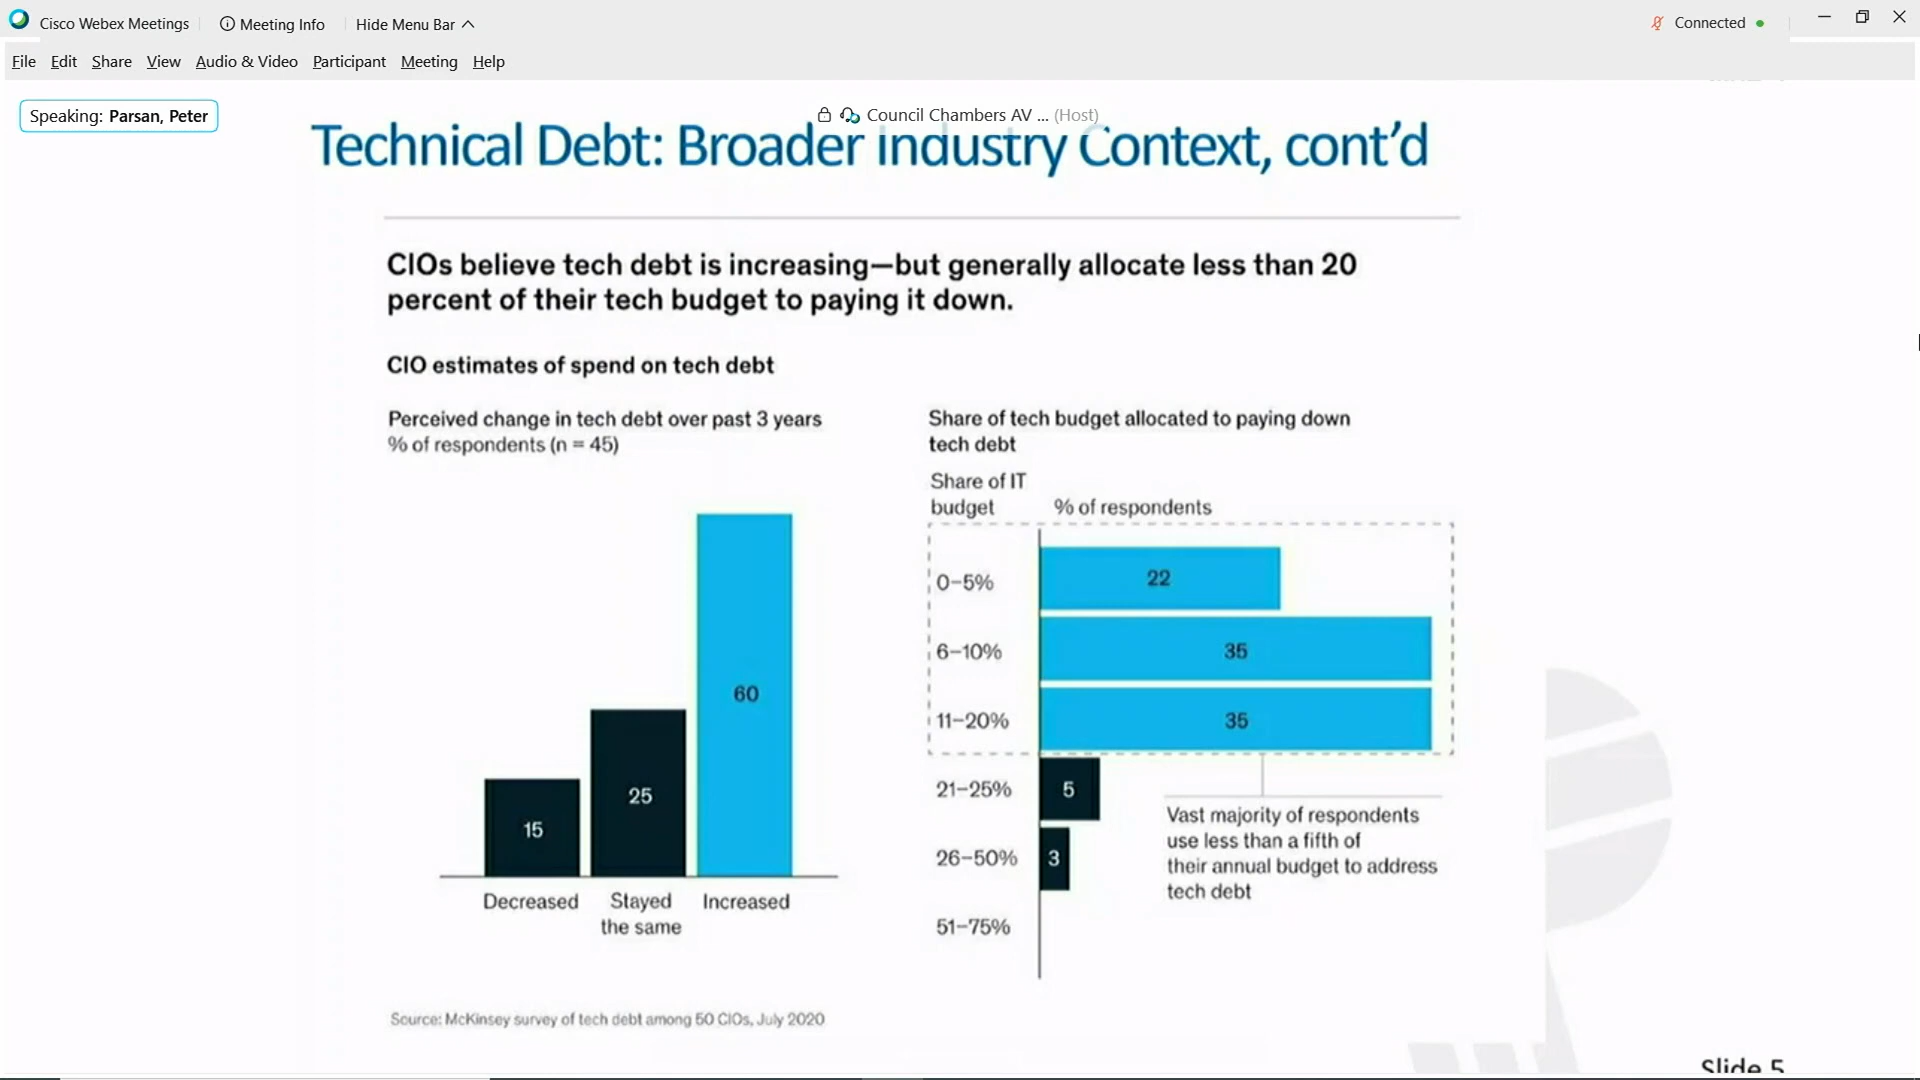 Cisco Webex Meetings
Meeting Info
Hide Menu Bar
Connected
File Edit Share View Audio & Video Participant Meeting Help
Speaking: Parsan, Peter
Council Chambers AV ... (Host)
Technical Debt: Broader Industry Context, cont’d
CIOs believe tech debt is increasing—but generally allocate less than 20
percent of their tech budget to paying it down.
CIO estimates of spend on tech debt
Perceived change in tech debt over past 3 years
% of respondents (n = 45)
15
25
60
Decreased
Stayed
the same
Increased
Share of tech budget allocated to paying down
tech debt
Share of IT
budget
% of respondents
0–5% 22
6–10% 35
11–20% 35
21–25% 5
26–50% 3
51–75%
Vast majority of respondents
use less than a fifth of
their annual budget to address
tech debt
Source: McKinsey survey of tech debt among 50 CIOs, July 2020
Slide 5